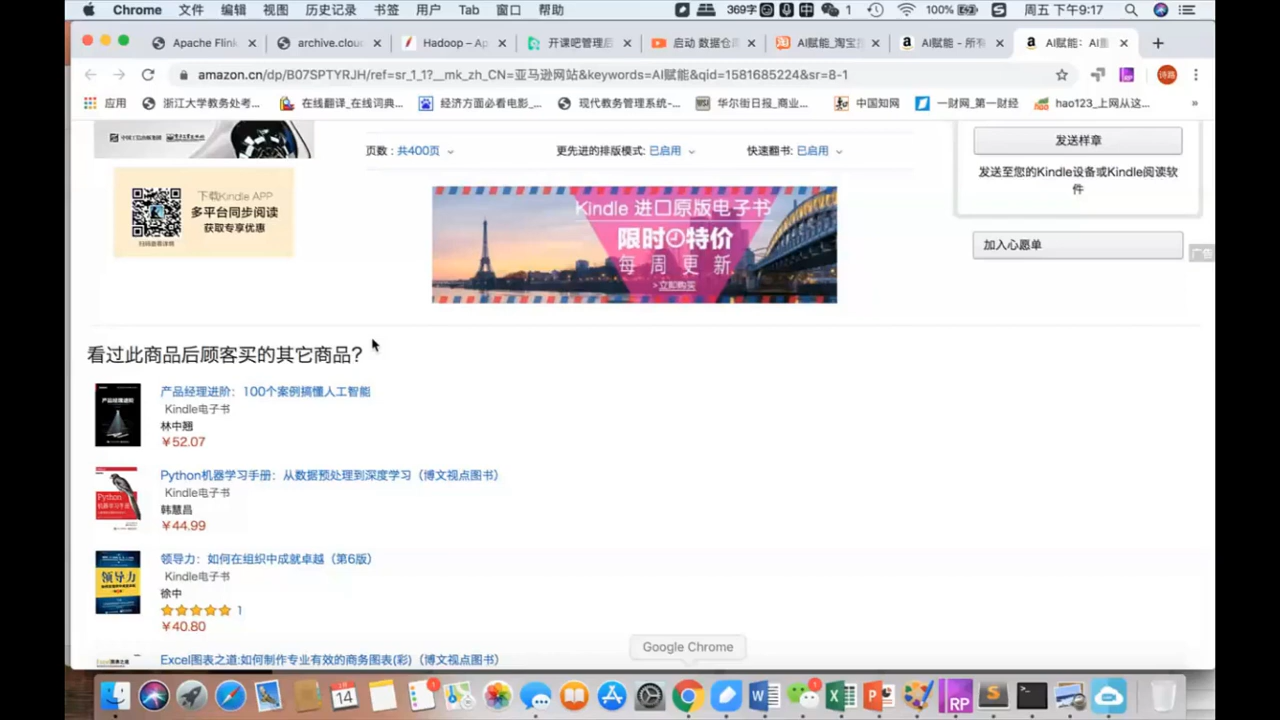 Chrome 文件 编辑 视图 历史记录 书签 用户 Tab 窗口 帮助 369字 1 100% 周五 下午9:17
Apache Flin archive.clou Hadoop – Ap 开课吧管理后 启动 数据仓 AI赋能_淘宝 AI赋能 - 所有 AI赋能：AI
amazon.cn/dp/B07SPTYRJH/ref=sr_1_1?__mk_zh_CN=亚马逊网站&keywords=AI赋能&qid=1581685224&sr=8-1
应用 浙江大学教务处考... 在线翻译_在线词典... 经济方面必看电影_... 现代教务管理系统-... 华尔街日报_商业... 中国知网 一财网_第一财经 hao123_上网从这... »
页数：共400页 更先进的排版模式: 已启用 快速翻书: 已启用
发送样章
发送至您的Kindle设备或Kindle阅读软件
加入心愿单
广告
下载Kindle APP
多平台同步阅读
获取专享优惠
Kindle 进口原版电子书
限时特价
每周更新
>立即购买
看过此商品后顾客买的其它商品?
产品经理进阶：100个案例搞懂人工智能
Kindle电子书
林中翘
￥52.07
Python机器学习手册：从数据预处理到深度学习（博文视点图书）
Kindle电子书
韩慧昌
￥44.99
领导力：如何在组织中成就卓越（第6版）
Kindle电子书
徐中
1
￥40.80
Excel图表之道:如何制作专业有效的商务图表(彩)（博文视点图书）
Google Chrome